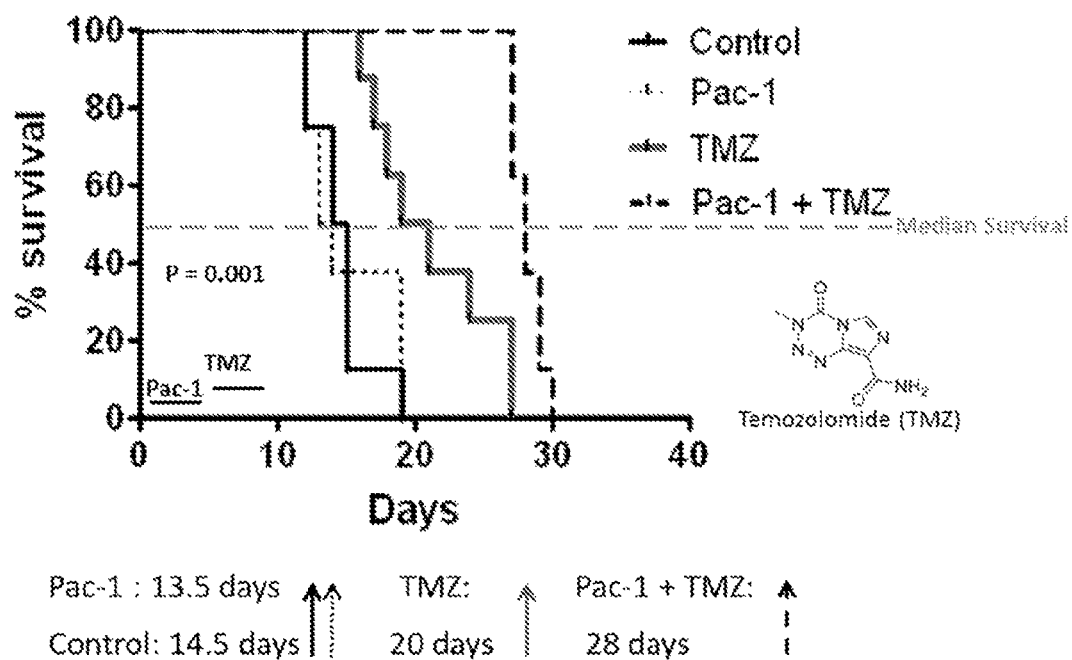 100
80
60
40
20
0
% survival
0 10 20 30 40
Days
Control
Pac-1
TMZ
Pac-1 + TMZ
Median Survival
P = 0.001
TMZ
Pac-1
O
N
N
N
N
N
N
O
NH₂
Temozolomide (TMZ)
Pac-1 : 13.5 days TMZ: Pac-1 + TMZ:
Control: 14.5 days 20 days 28 days